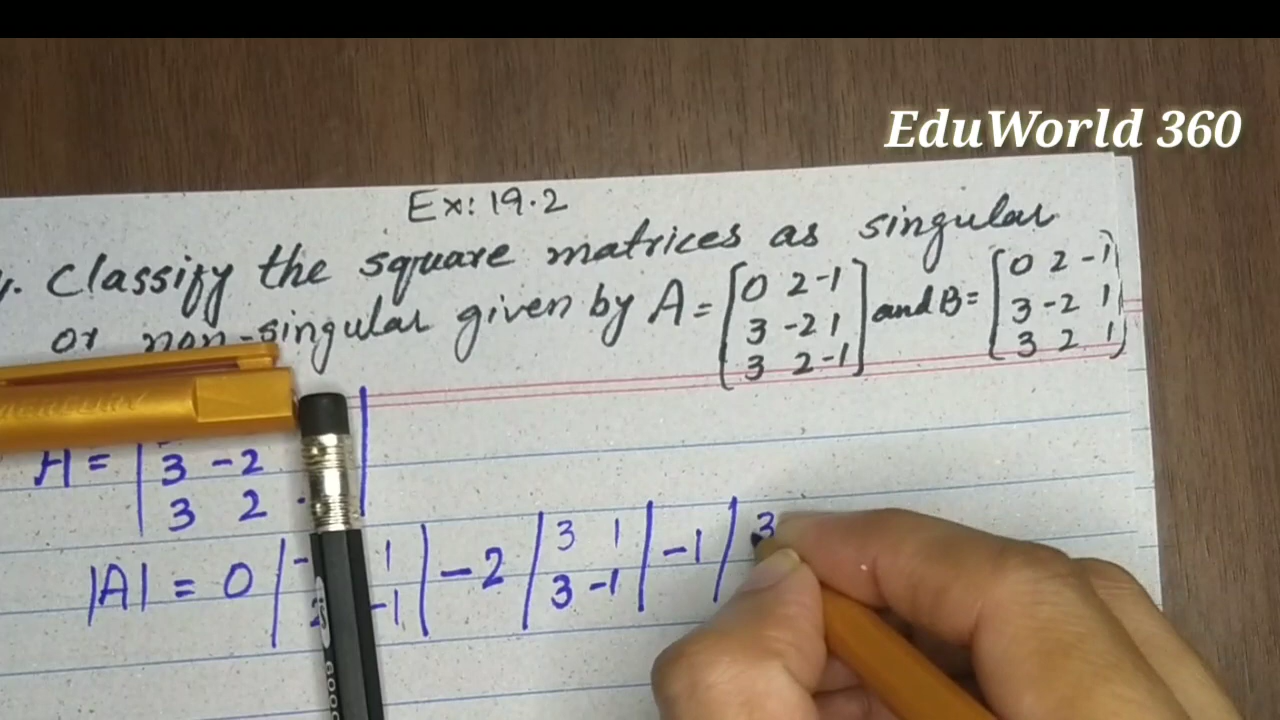 EduWorld 360
Ex: 19.2
Classify the square matrices as singular
or non-singular given by A = [0 2 -1 and B = [0 2 -1
3 -2 1 3 -2 1
3 2 -1] 3 2 1]
A = | 3 -2
3 2
|A| = 0 | 1 -1 | -2 | 3 1 3 -1 | -1 | 3